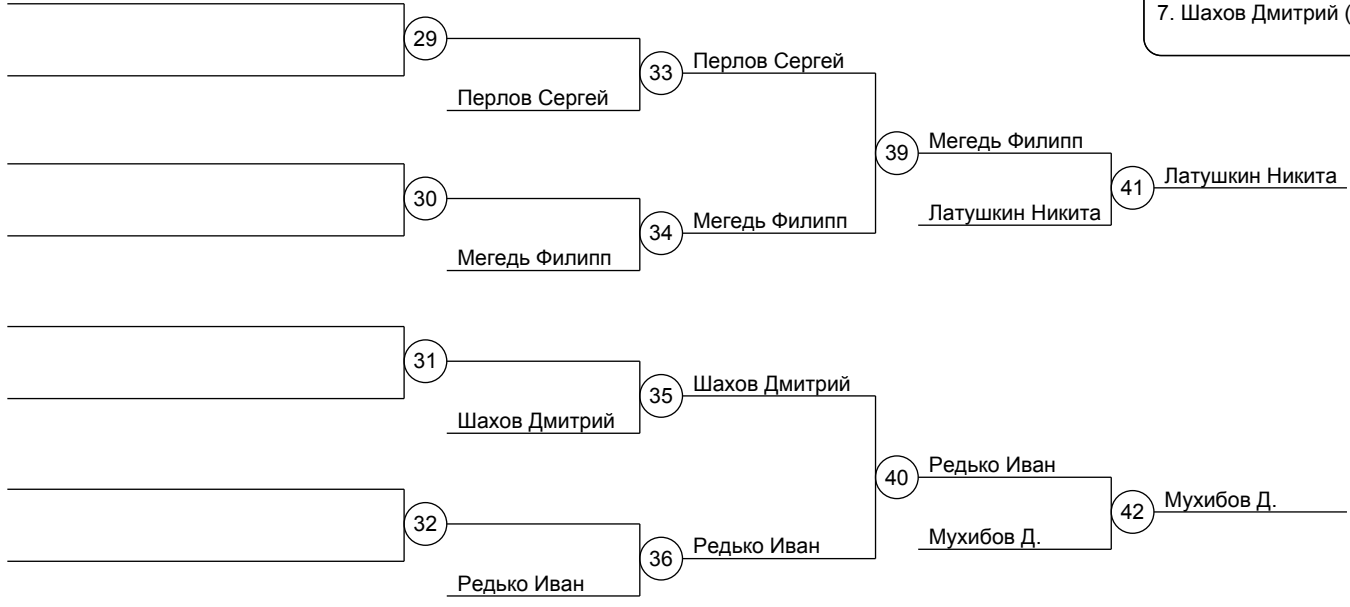 7. Шахов Дмитрий (
29
33
Перлов Сергей
Перлов Сергей
39
Мегедь Филипп
41
Латушкин Никита
30
34
Мегедь Филипп
Латушкин Никита
Мегедь Филипп
31
35
Шахов Дмитрий
Шахов Дмитрий
40
Редько Иван
42
Мухибов Д.
32
36
Редько Иван
Мухибов Д.
Редько Иван